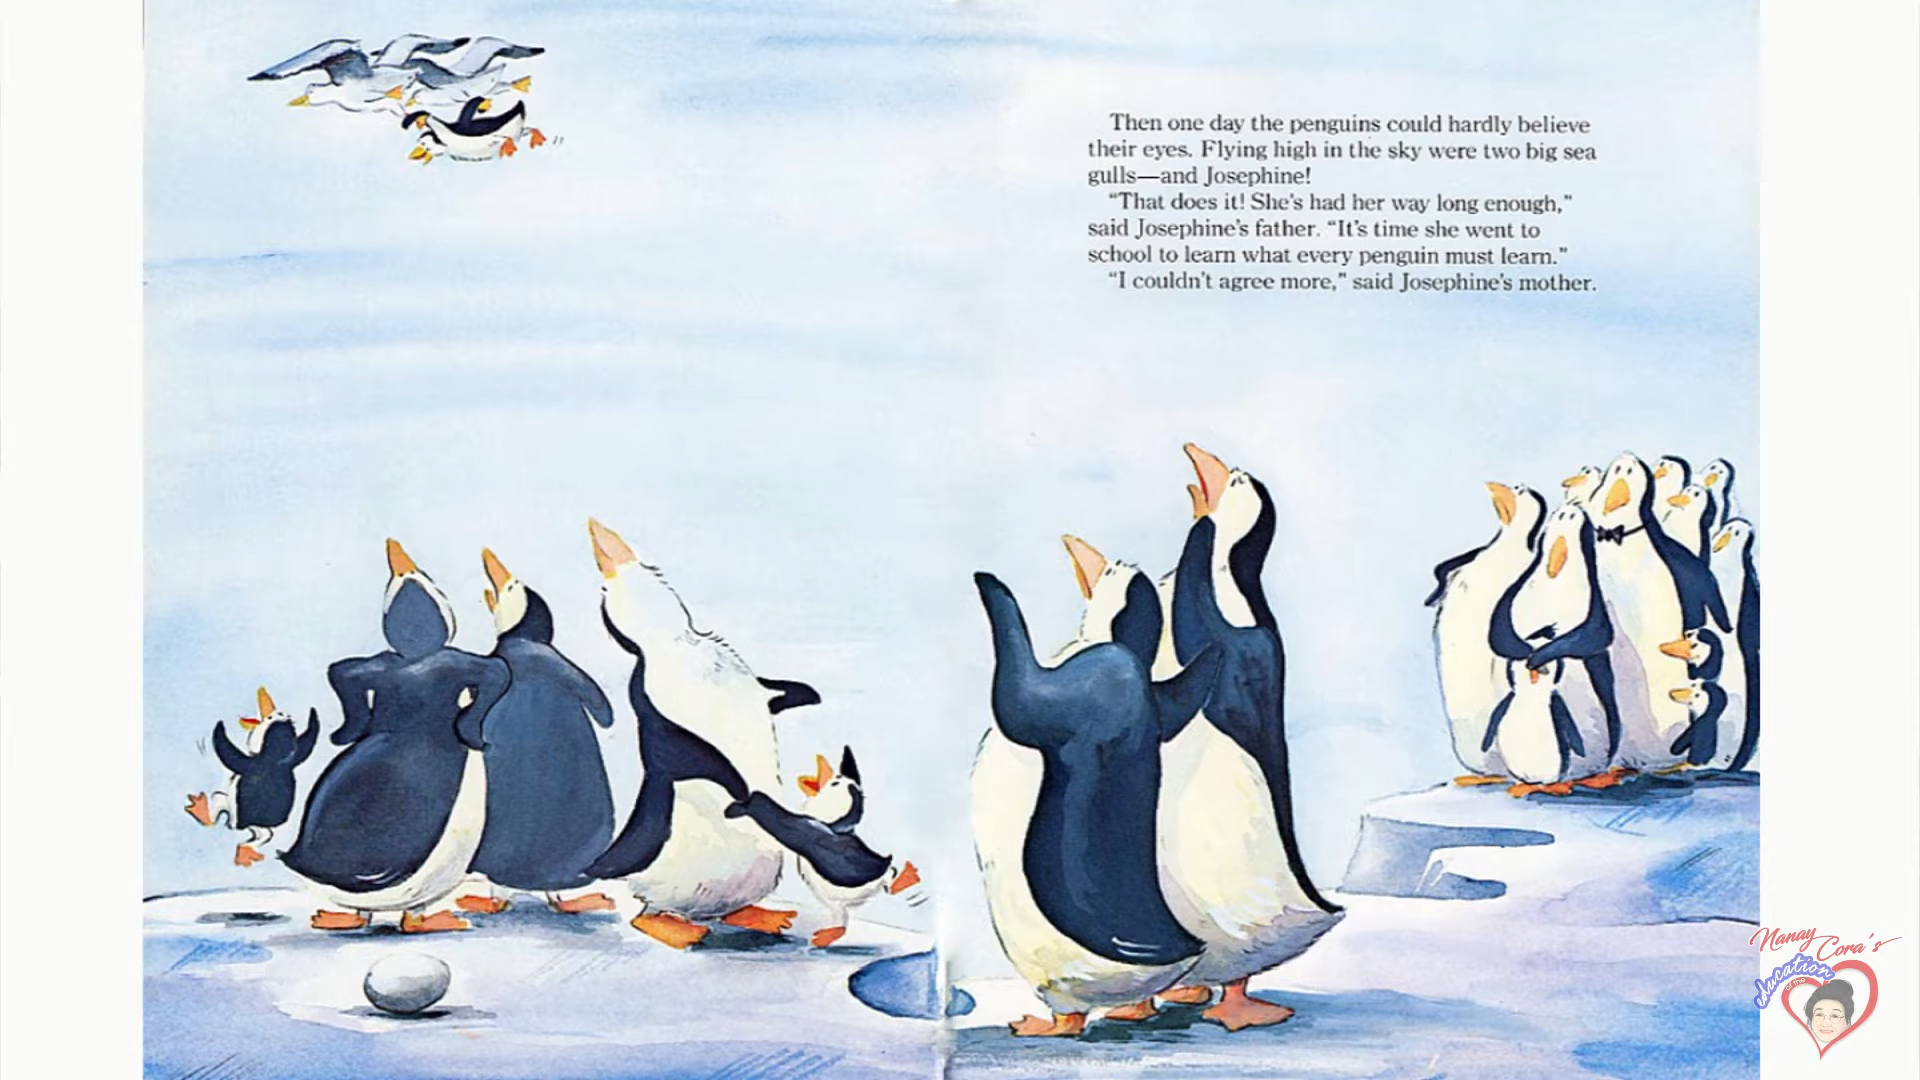 Then one day the penguins could hardly believe
their eyes. Flying high in the sky were two big sea
gulls—and Josephine!
“That does it! She’s had her way long enough,”
said Josephine’s father. “It’s time she went to
school to learn what every penguin must learn.”
“I couldn’t agree more,” said Josephine’s mother.
Nanay
Cora's
education
of the